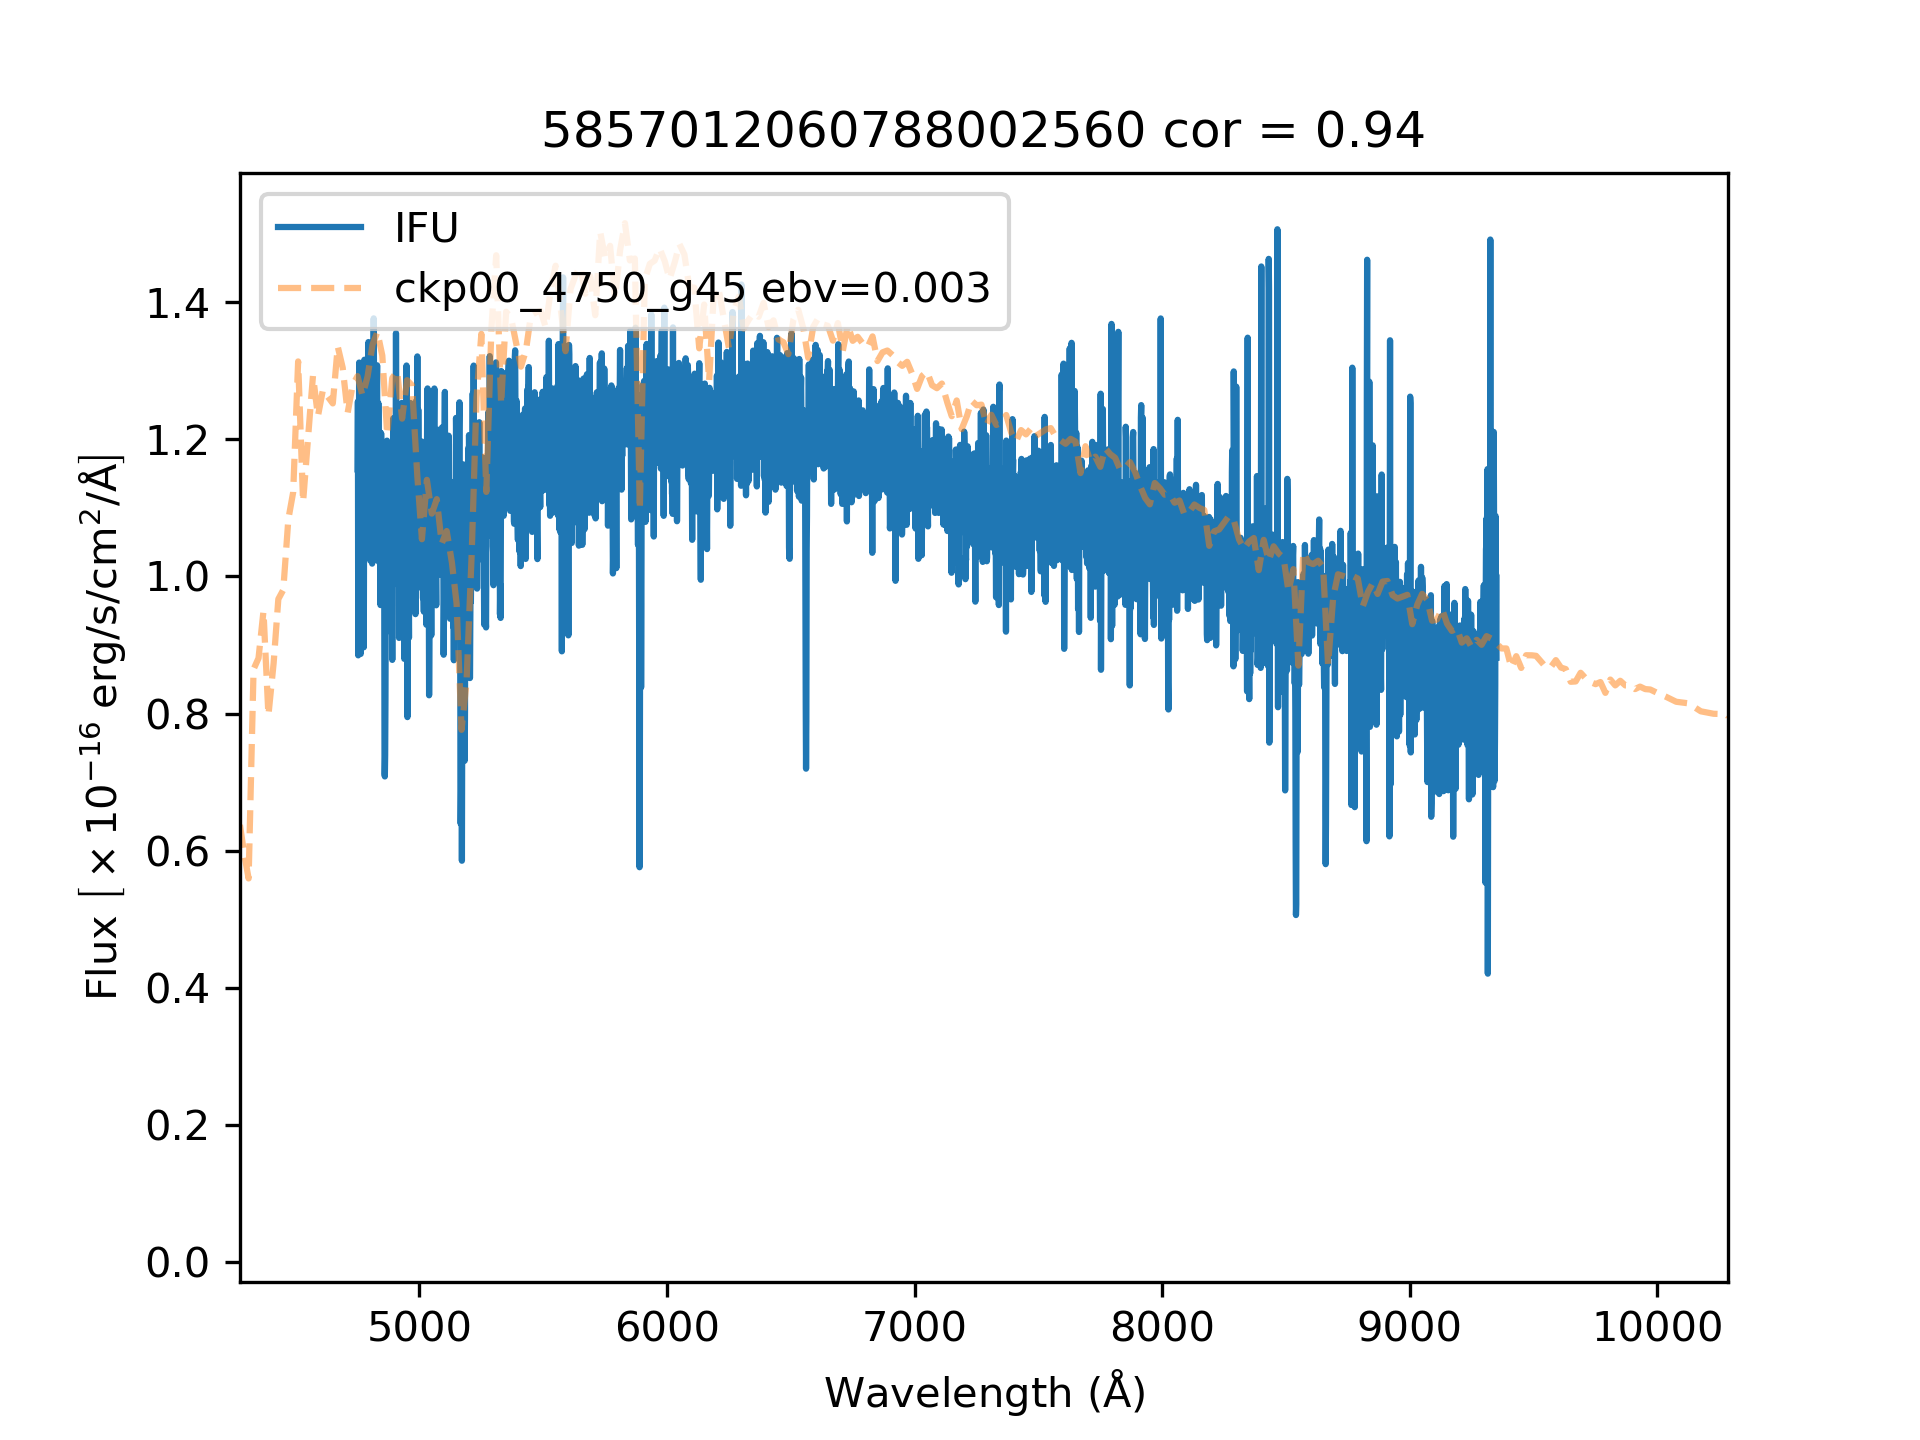 5857012060788002560 cor = 0.94
IFU
ckp00_4750_g45 ebv=0.003
Flux [×10⁻¹⁶ erg/s/cm²/Å]
1.4
1.2
1.0
0.8
0.6
0.4
0.2
0.0
5000 6000 7000 8000 9000 10000
Wavelength (Å)